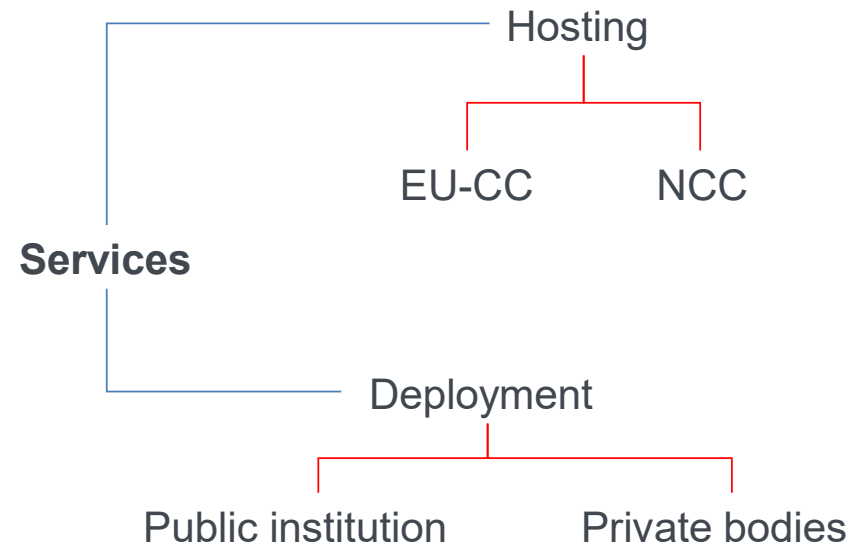 Hosting
EU-CC NCC
Services
Deployment
Public institution Private bodies